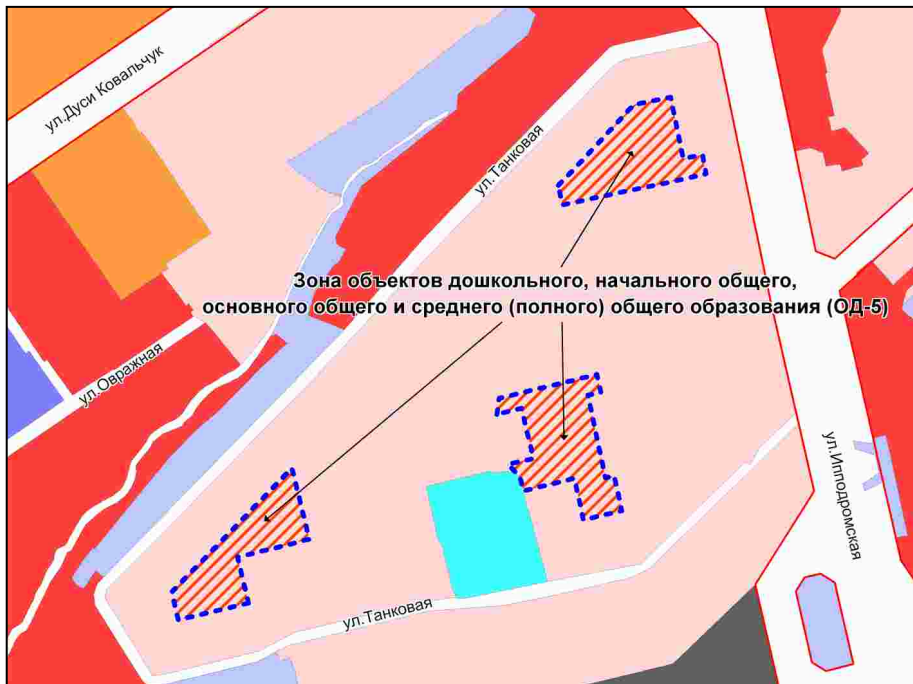 ул.Дуси Ковальчук
ул.Танковая
Зона объектов дошкольного, начального общего,
основного общего и среднего (полного) общего образования (ОД-5)
ул.Овражная
ул.Ипподромская
ул.Танковая